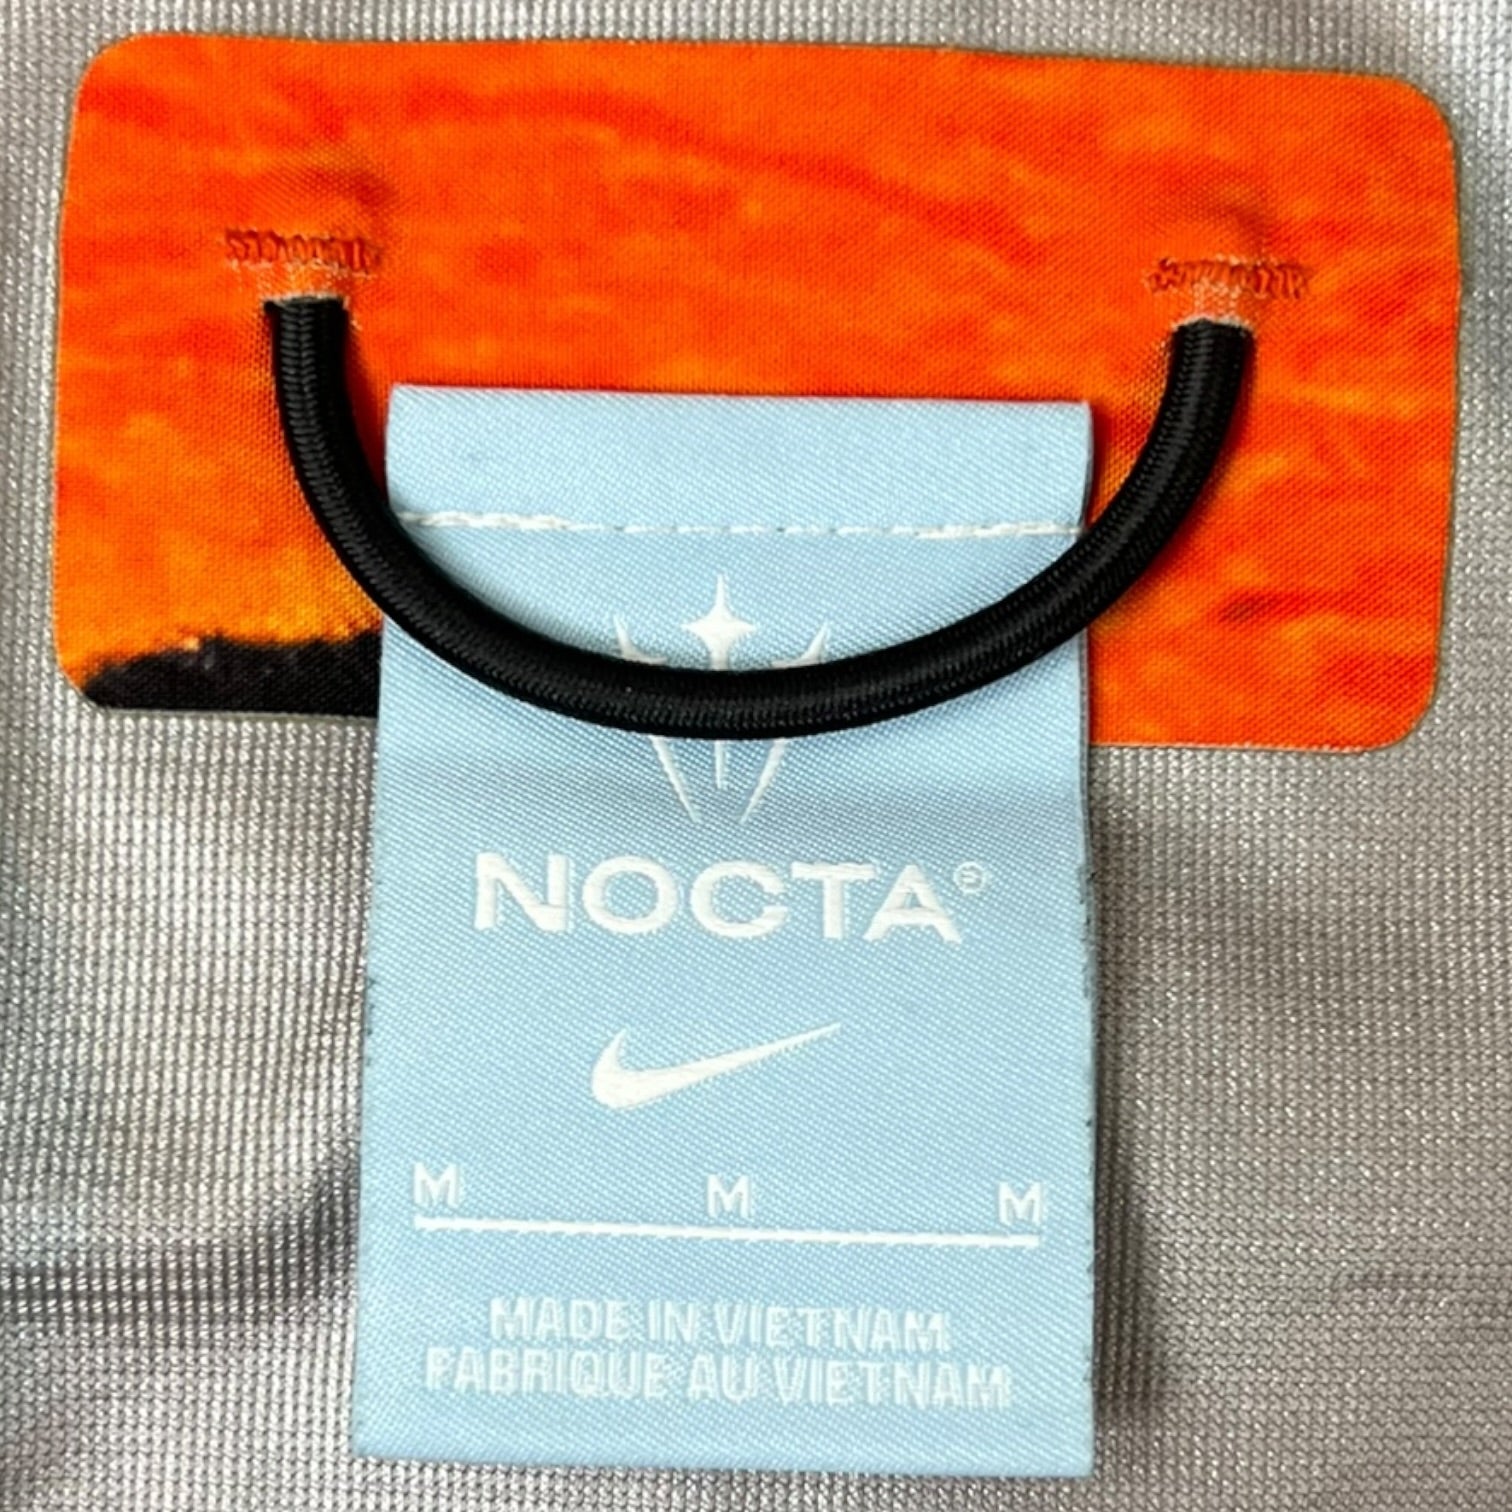 NOCTA®
M M M
MADE IN VIETNAM
FABRIQUE AU VIETNAM